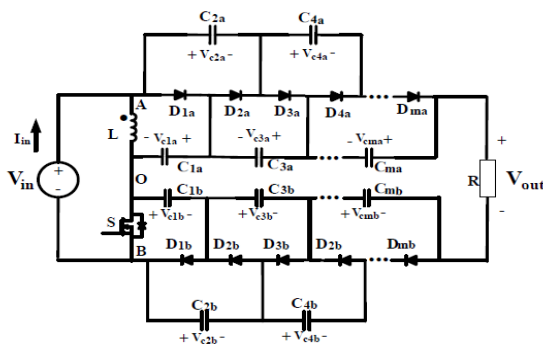 C2a C4a
+ Vc2a - + Vc4a -
A D1a D2a D3a D4a Dma
Iin L - Vc1a + - Vc3a + - Vcma + +
C1a C3a Cma
Vin + - O R Vout
C1b C3b Cmb
S + Vc1b - + Vc3b - + Vcmb - -
B D1b D2b D3b D2b Dmb
C2b C4b
+ Vc2b - + Vc4b -